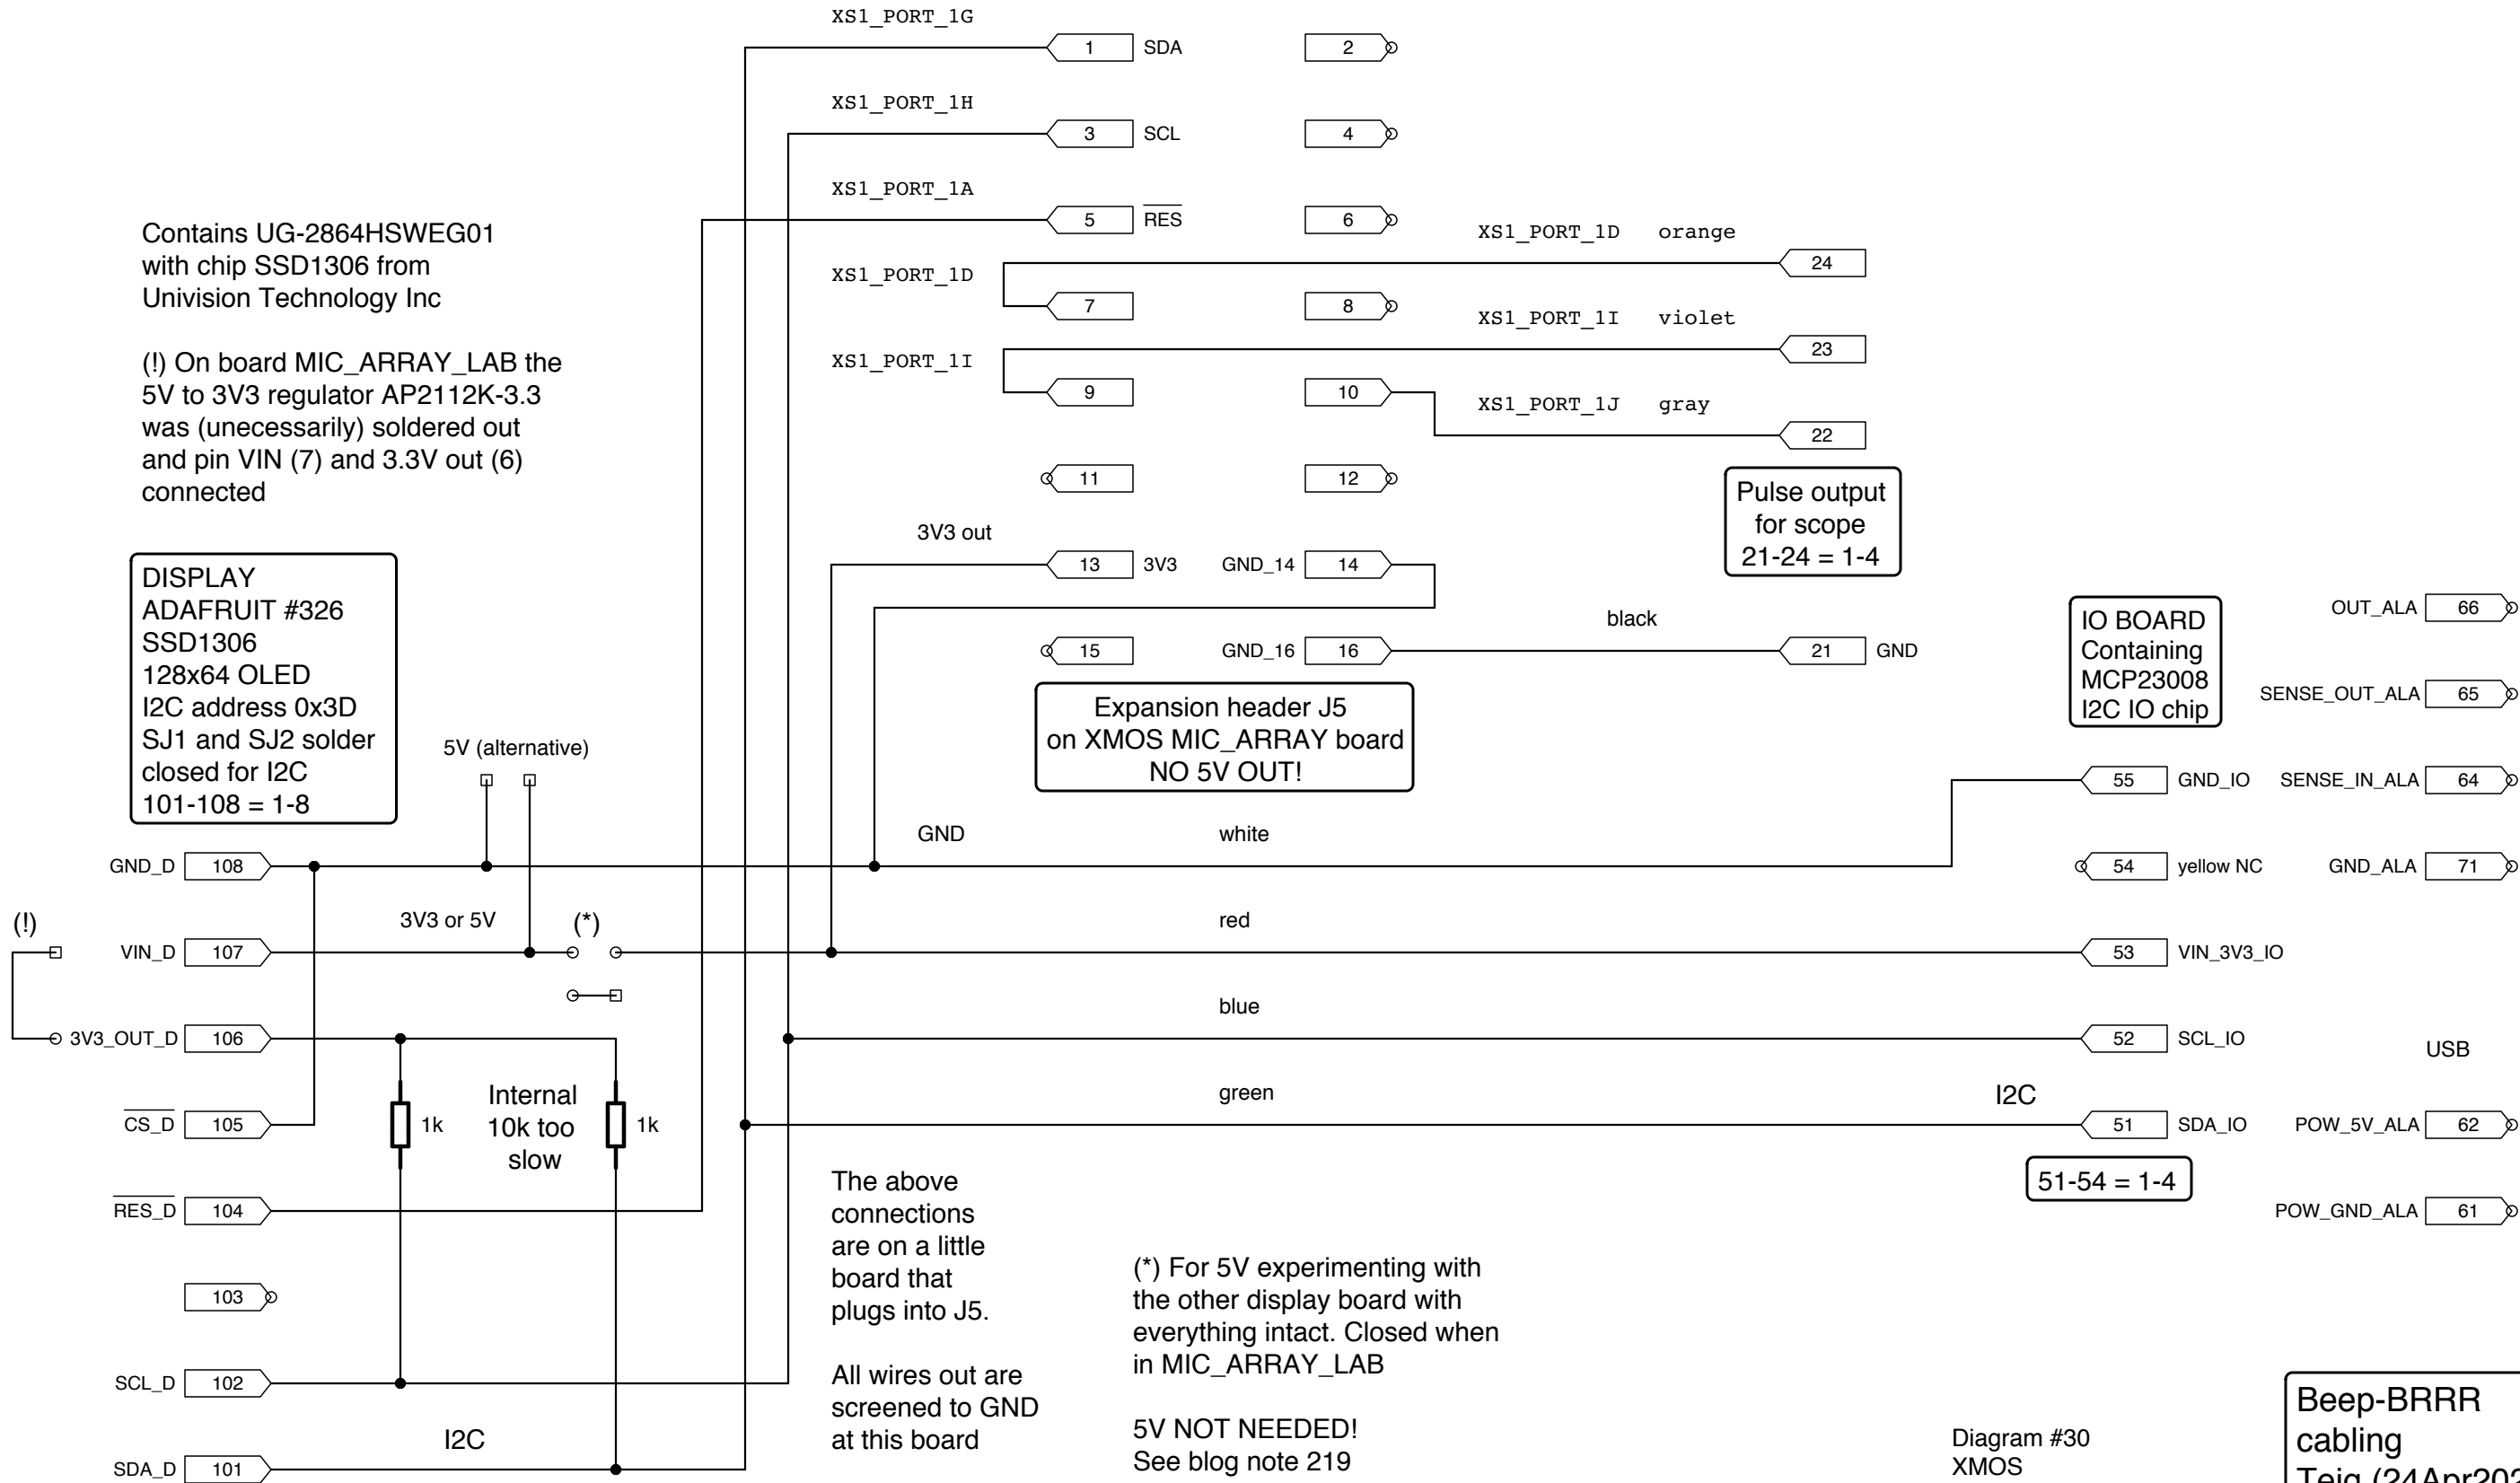 XS1_PORT_1G
1 SDA 2
XS1_PORT_1H
3 SCL 4
XS1_PORT_1A
5 RES 6
XS1_PORT_1D orange
24
XS1_PORT_1D
7 8
XS1_PORT_1I violet
23
XS1_PORT_1I
9 10
XS1_PORT_1J gray
22
11 12
3V3 out
13 3V3 GND_14 14
15 GND_16 16
black
21 GND
Contains UG-2864HSWEG01
with chip SSD1306 from
Univision Technology Inc
(!) On board MIC_ARRAY_LAB the
5V to 3V3 regulator AP2112K-3.3
was (unecessarily) soldered out
and pin VIN (7) and 3.3V out (6)
connected
Pulse output
for scope
21-24 = 1-4
DISPLAY
ADAFRUIT #326
SSD1306
128x64 OLED
I2C address 0x3D
SJ1 and SJ2 solder
closed for I2C
101-108 = 1-8
Expansion header J5
on XMOS MIC_ARRAY board
NO 5V OUT!
IO BOARD
Containing
MCP23008
I2C IO chip
OUT_ALA 66
SENSE_OUT_ALA 65
5V (alternative)
55 GND_IO SENSE_IN_ALA 64
GND white
GND_D 108
54 yellow NC GND_ALA 71
(!) 3V3 or 5V (*) red
VIN_D 107
53 VIN_3V3_IO
blue
3V3_OUT_D 106
52 SCL_IO
USB
Internal
10k too
slow
1k 1k
green
I2C
CS_D 105
51 SDA_IO POW_5V_ALA 62
51-54 = 1-4
RES_D 104
POW_GND_ALA 61
The above
connections
are on a little
board that
plugs into J5.
All wires out are
screened to GND
at this board
103
(*) For 5V experimenting with
the other display board with
everything intact. Closed when
in MIC_ARRAY_LAB
5V NOT NEEDED!
See blog note 219
SCL_D 102
I2C
SDA_D 101
Diagram #30
XMOS
Beep-BRRR
cabling